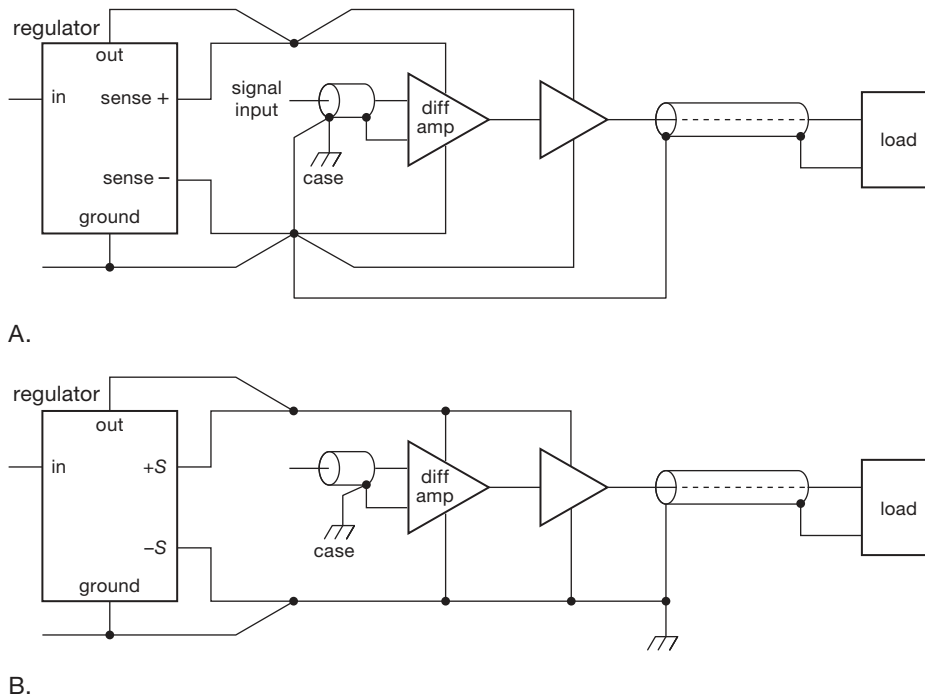 regulator
out
in
sense +
signal
input
diff
amp
load
case
sense −
ground
A.
regulator
out
in
+S
diff
amp
load
case
−S
ground
B.